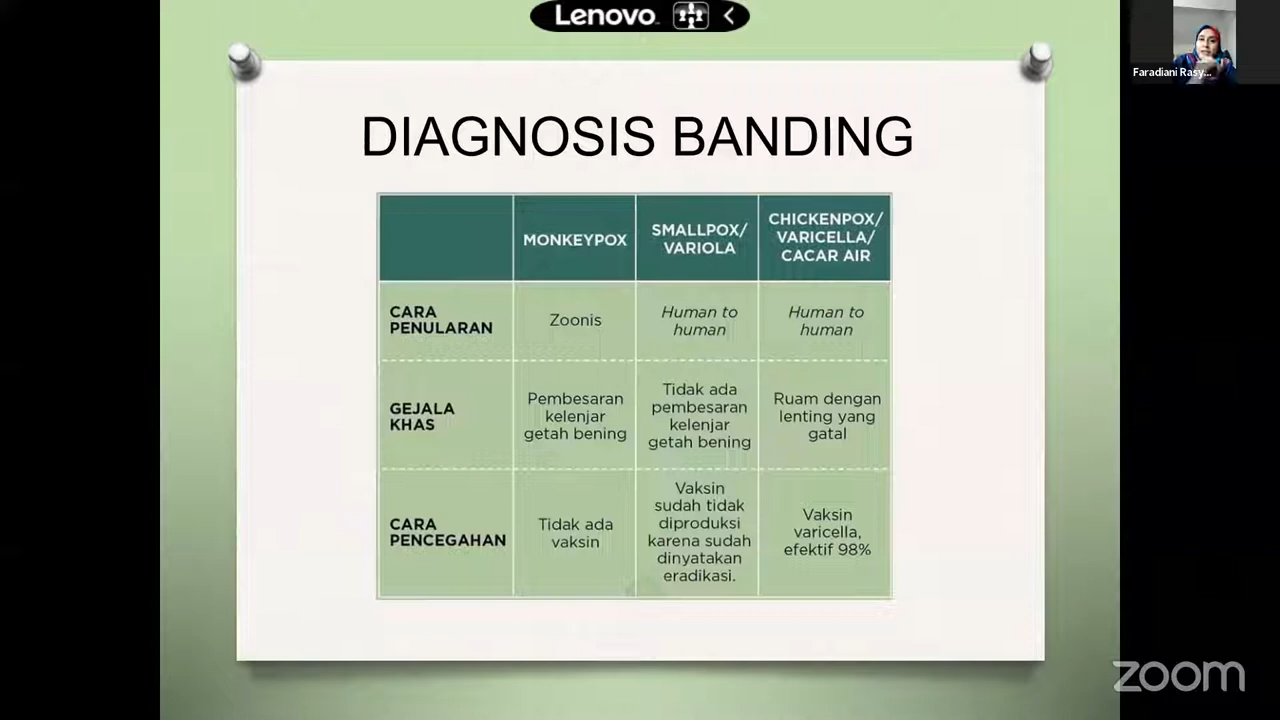 Lenovo
Faradiani Rasy...
DIAGNOSIS BANDING
MONKEYPOX
SMALLPOX/
VARIOLA
CHICKENPOX/
VARICELLA/
CACAR AIR
CARA
PENULARAN
Zoonis
Human to
human
Human to
human
GEJALA
KHAS
Pembesaran
kelenjar
getah bening
Tidak ada
pembesaran
kelenjar
getah bening
Ruam dengan
lenting yang
gatal
CARA
PENCEGAHAN
Tidak ada
vaksin
Vaksin
sudah tidak
diproduksi
karena sudah
dinyatakan
eradikasi.
Vaksin
varicella,
efektif 98%
zoom